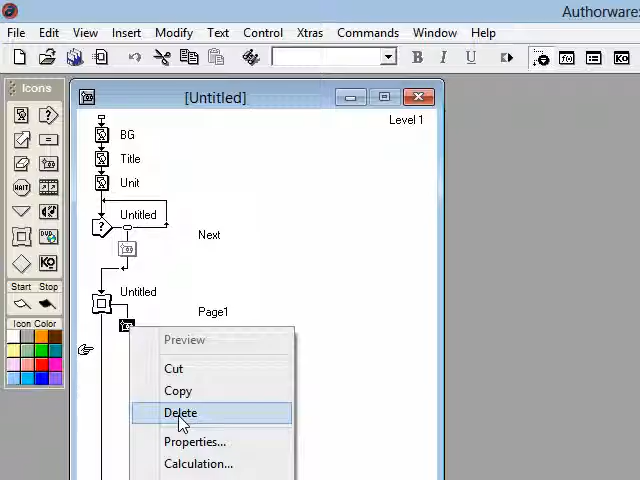 Authorware:
File Edit View Insert Modify Text Control Xtras Commands Window Help
B I U
Icons
[Untitled]
Level 1
BG
Title
Unit
Untitled
Next
Untitled
Page1
Start Stop
Icon Color
Preview
Cut
Copy
Delete
Properties...
Calculation...